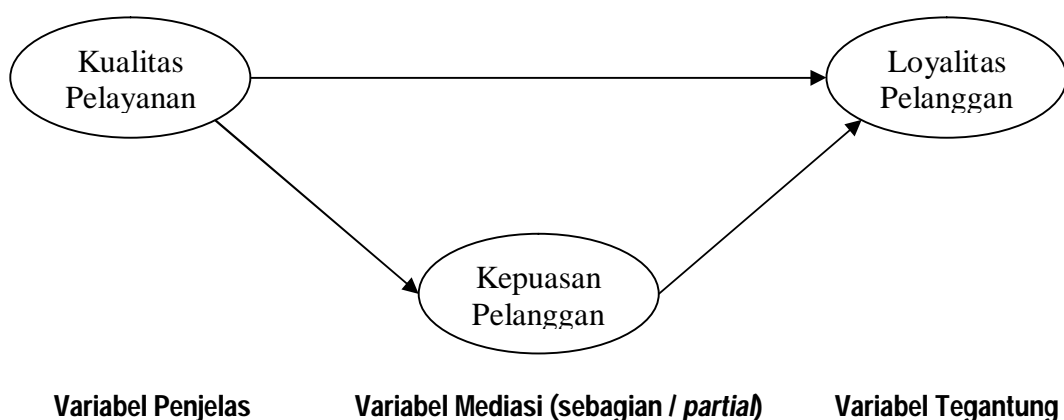 Kualitas
Pelayanan
Loyalitas
Pelanggan
Kepuasan
Pelanggan
Variabel Penjelas
Variabel Mediasi (sebagian / partial)
Variabel Tegantung